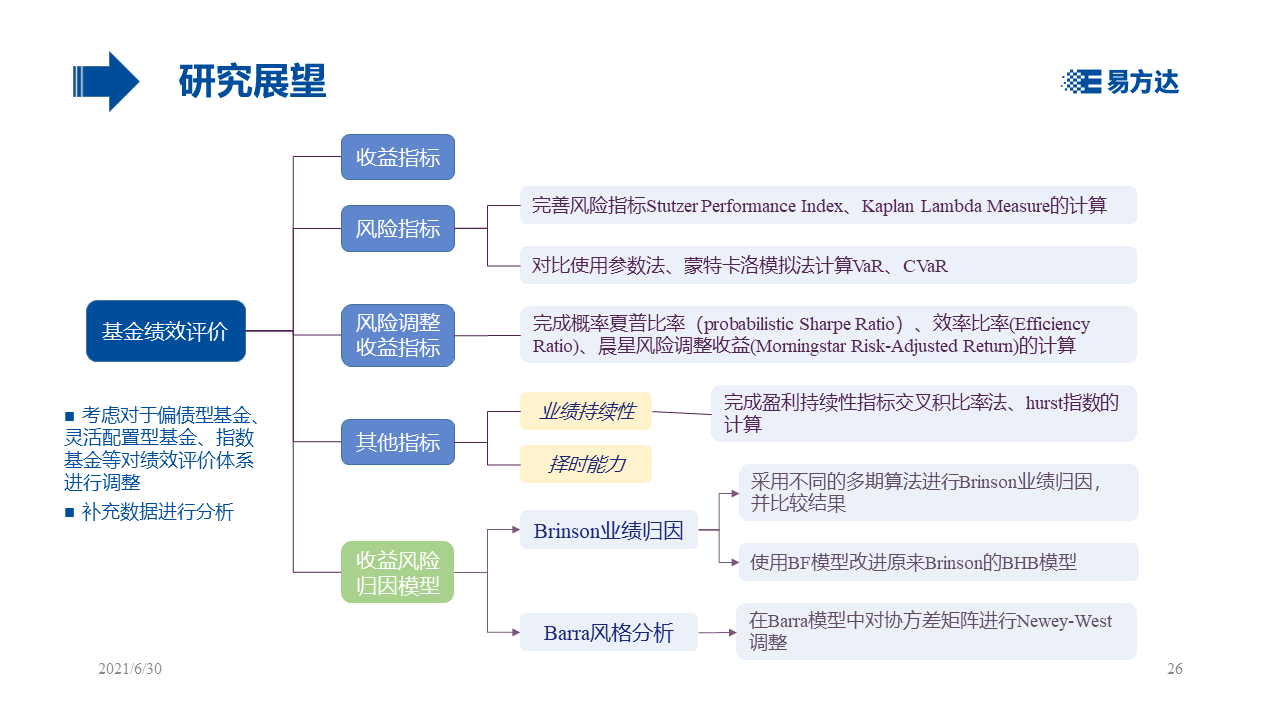 研究展望
易方达
收益指标
风险指标
完善风险指标Stutzer Performance Index、Kaplan Lambda Measure的计算
对比使用参数法、蒙特卡洛模拟法计算VaR、CVaR
基金绩效评价
风险调整
收益指标
完成概率夏普比率（probabilistic Sharpe Ratio）、效率比率(Efficiency
Ratio)、晨星风险调整收益(Morningstar Risk-Adjusted Return)的计算
■ 考虑对于偏债型基金、
灵活配置型基金、指数
基金等对绩效评价体系
进行调整
■ 补充数据进行分析
其他指标
业绩持续性
完成盈利持续性指标交叉积比率法、hurst指数的
计算
择时能力
收益风险
归因模型
Brinson业绩归因
采用不同的多期算法进行Brinson业绩归因，
并比较结果
使用BF模型改进原来Brinson的BHB模型
Barra风格分析
在Barra模型中对协方差矩阵进行Newey-West
调整
2021/6/30
26